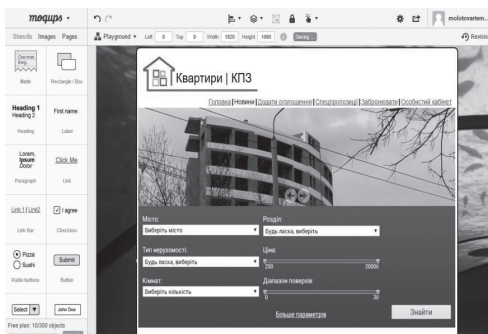 moqups
molotovartem...
Stencils Images Pages
Playground Left 0 Top 0 Width 1920 Height 1080 Saving ...
Revisio
One more thing...
Note
Rectangle / Box
Heading 1
Heading 2
Heading
First name:
Label
Lorem,
Ipsum
Dolor
Paragraph
Click Me
Link
Link 1 | Link2
Link Bar
I agree
Checkbox
Pizza
Sushi
Radio buttons
Submit
Button
Select
John Doe
Free plan: 10/300 objects
Квартири | КПЗ
Головна|Новини|Додати оголошення|Спецпропозиції|Забронювати|Особистий кабінет
Місто:
Виберіть місто
Розділ:
Будь ласка, виберіть
Тип нерухомості:
Будь ласка, виберіть
Ціна:
250 20000
Кімнат:
Виберіть кількість
Діапазон поверхів:
0 30
Більше параметрів
Знайти